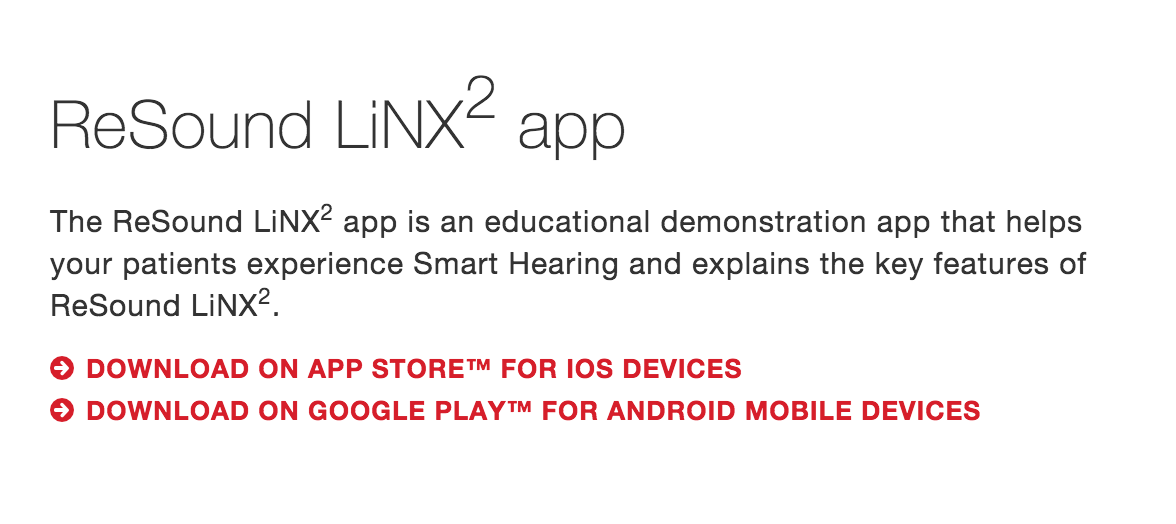 ReSound LiNX² app
The ReSound LiNX² app is an educational demonstration app that helps
your patients experience Smart Hearing and explains the key features of
ReSound LiNX².
DOWNLOAD ON APP STORE™ FOR IOS DEVICES
DOWNLOAD ON GOOGLE PLAY™ FOR ANDROID MOBILE DEVICES